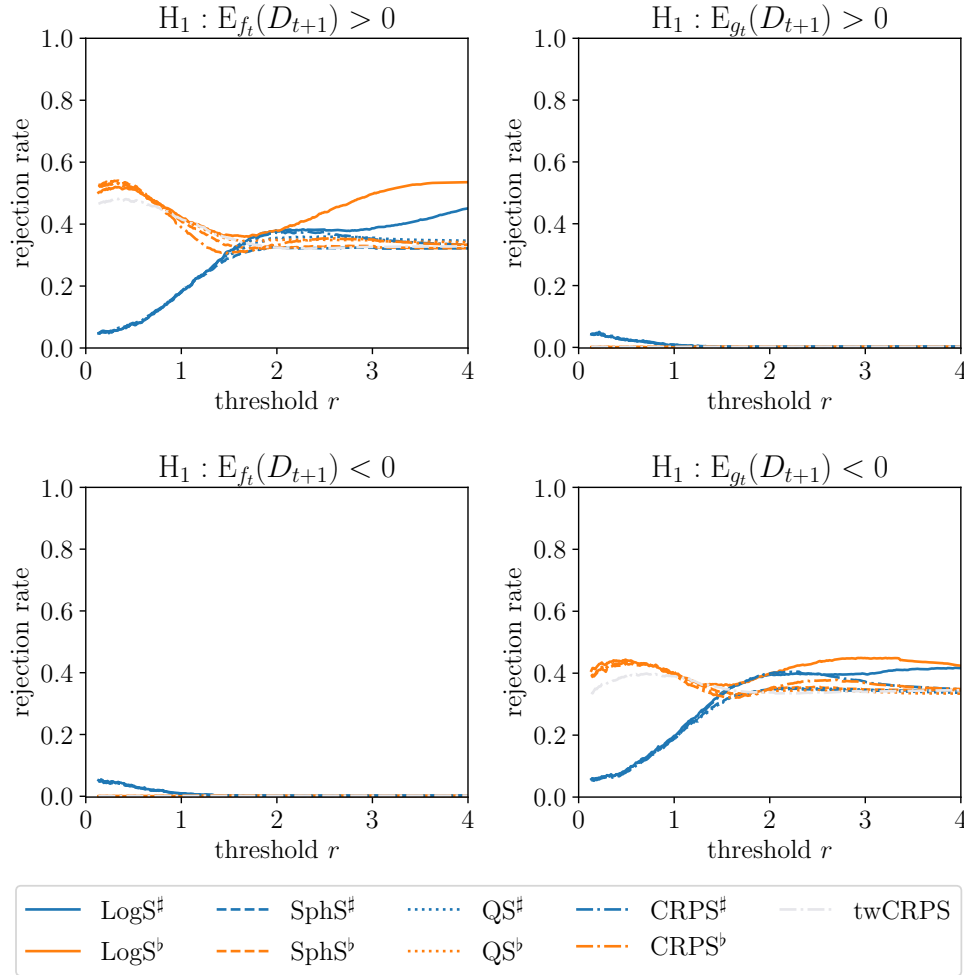 H₁ : E_{f_t}(D_{t+1}) > 0
H₁ : E_{g_t}(D_{t+1}) > 0
1.0
0.8
0.6
0.4
0.2
0.0
rejection rate
0 1 2 3 4
threshold r
1.0
0.8
0.6
0.4
0.2
0.0
rejection rate
0 1 2 3 4
threshold r
H₁ : E_{f_t}(D_{t+1}) < 0
H₁ : E_{g_t}(D_{t+1}) < 0
1.0
0.8
0.6
0.4
0.2
0.0
rejection rate
0 1 2 3 4
threshold r
1.0
0.8
0.6
0.4
0.2
0.0
rejection rate
0 1 2 3 4
threshold r
LogS♯ SphS♯ QS♯ CRPS♯ twCRPS
LogS♭ SphS♭ QS♭ CRPS♭